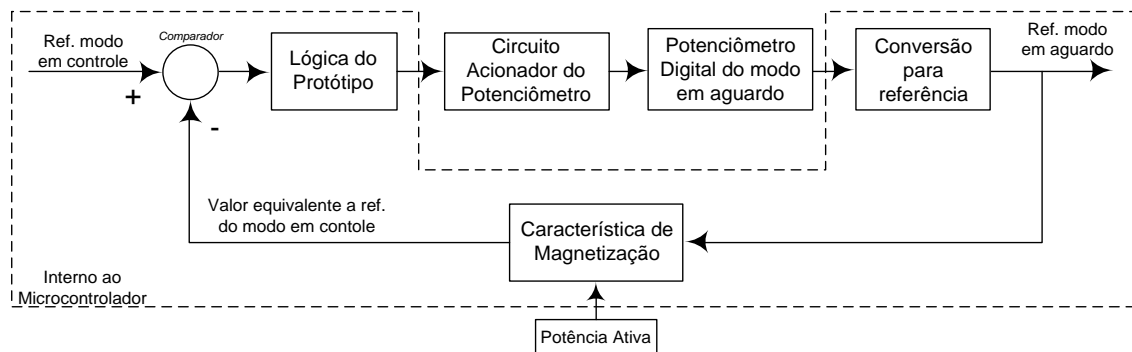 Ref. modo
em controle
Comparador
+
-
Lógica do
Protótipo
Circuito
Acionador do
Potenciômetro
Potenciômetro
Digital do modo
em aguardo
Conversão
para
referência
Ref. modo
em aguardo
Valor equivalente a ref.
do modo em contole
Característica de
Magnetização
Interno ao
Microcontrolador
Potência Ativa